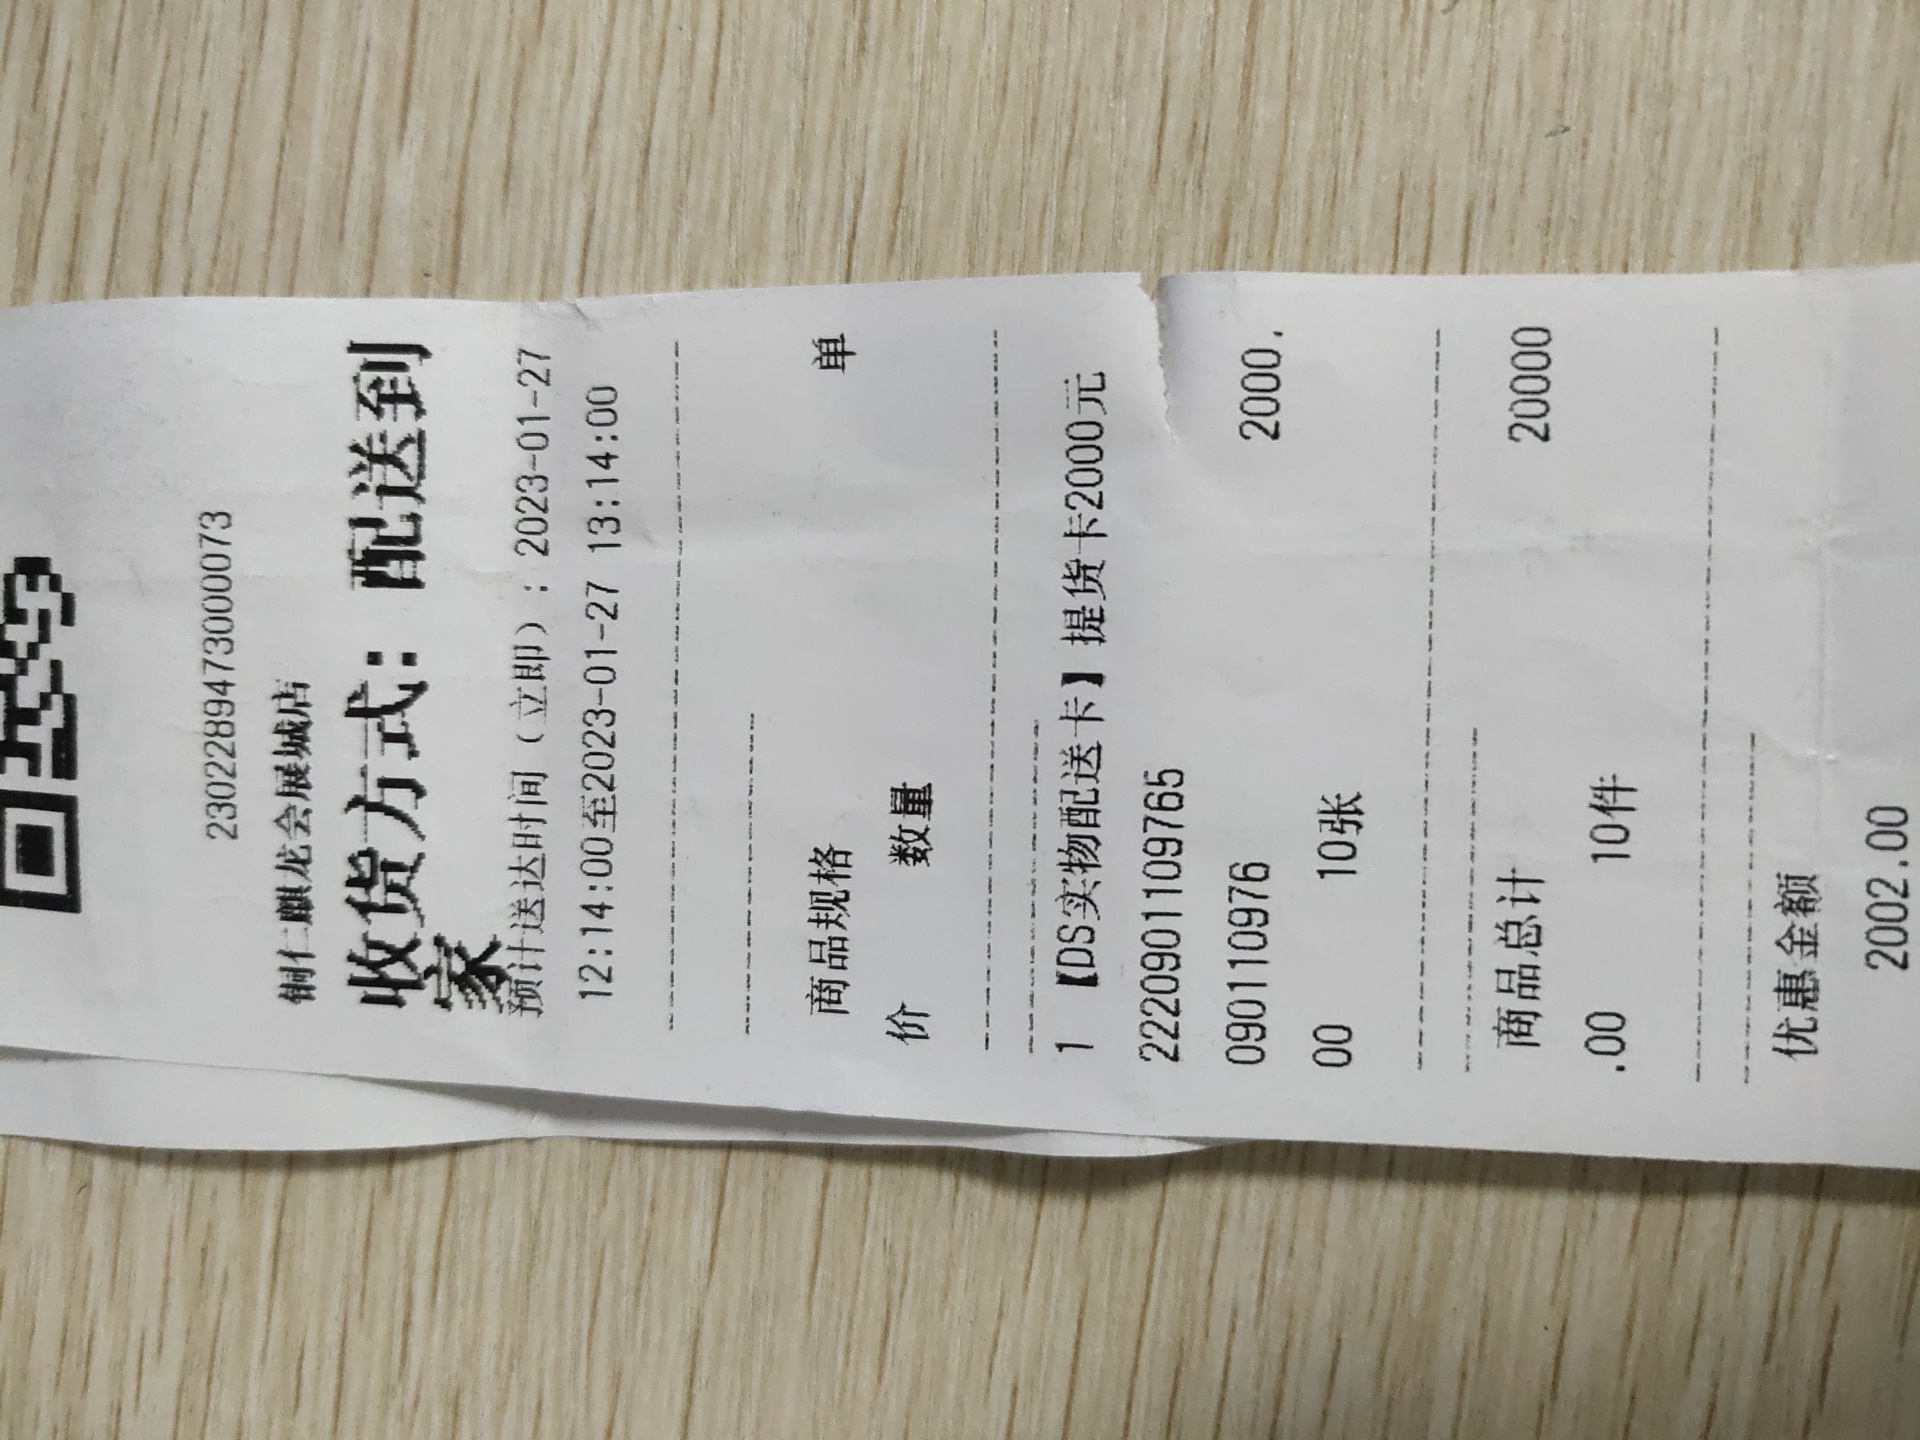 2302289473000073
铜仁麒龙会展城店
收货方式：配送到
家
预计送达时间（立即）：2023-01-27
12:14:00至2023-01-27 13:14:00
商品规格 单
价 数量
1 【DS实物配送卡】提货卡2000元
2220901109765
0901110976 2000.
00 10张
商品总计 20000
.00 10件
优惠金额
2002.00